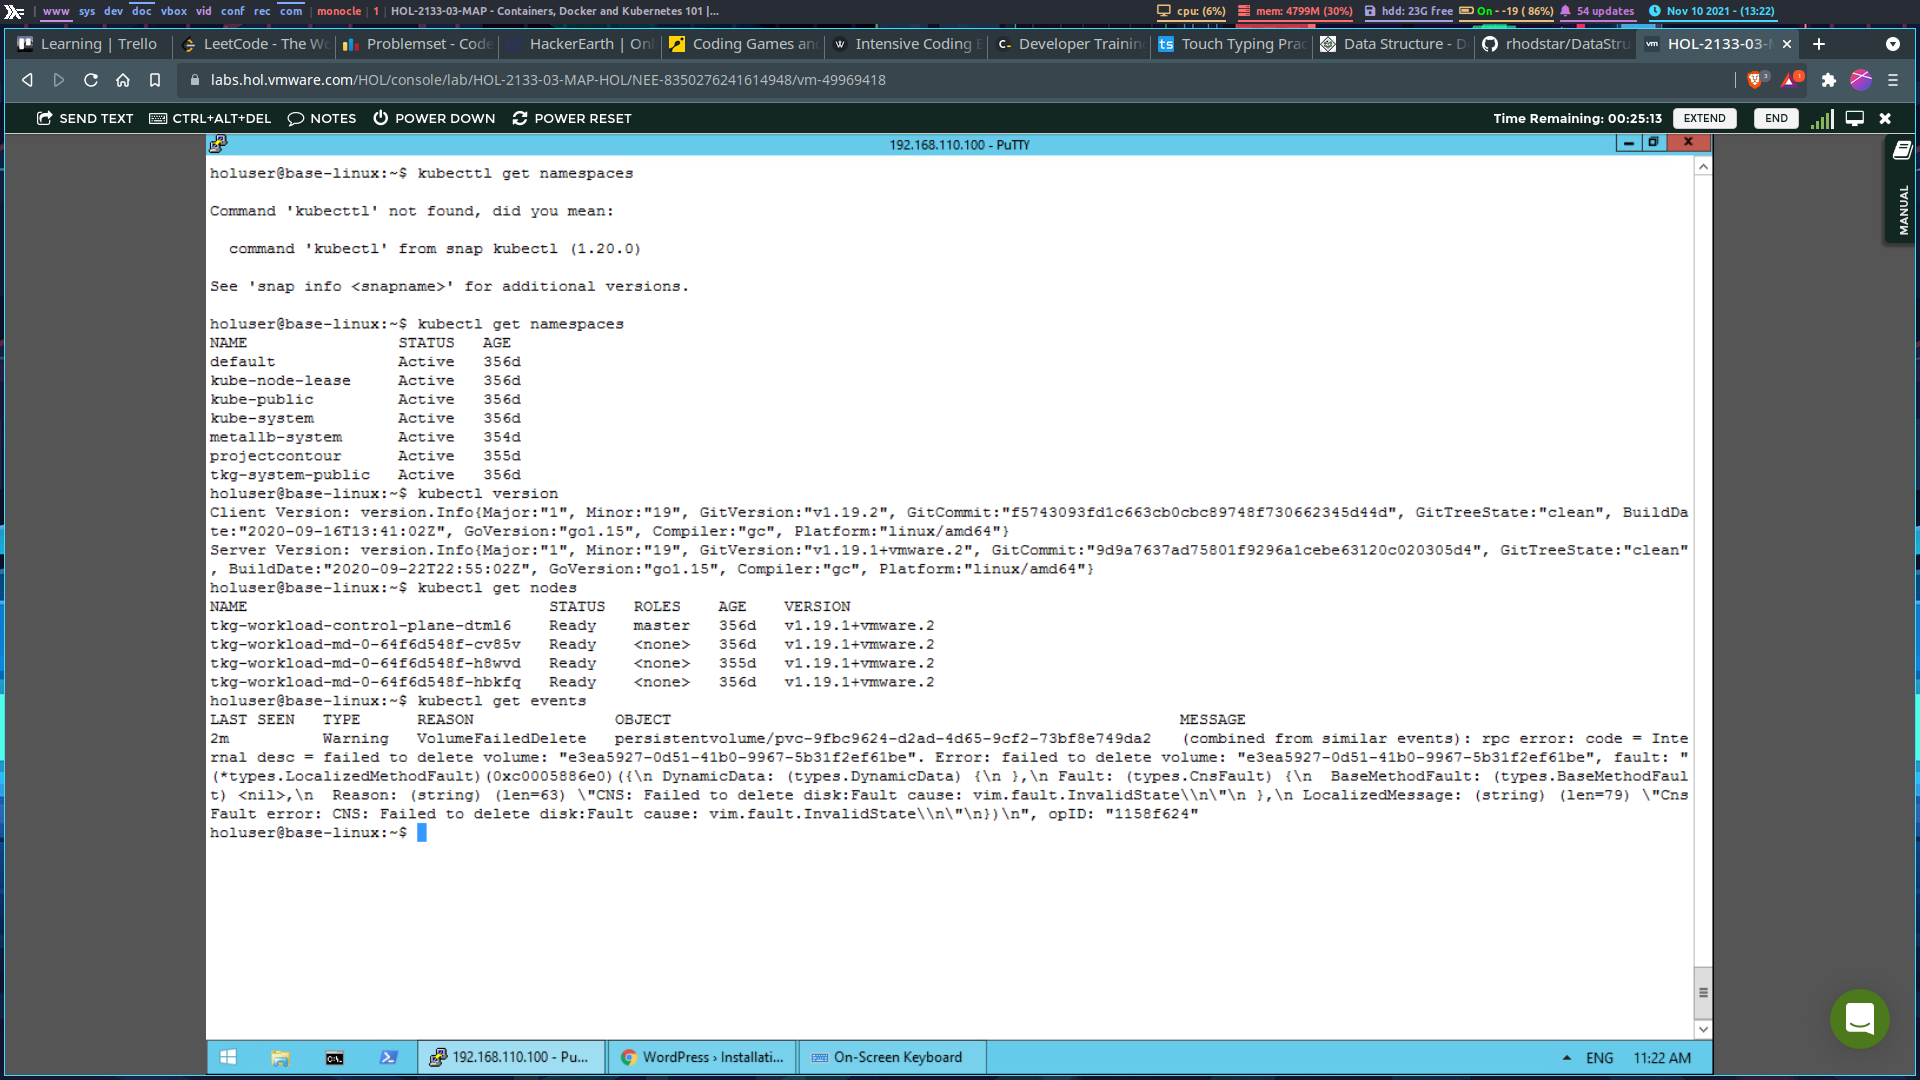 www sys dev doc vbox vid conf rec com monocle 1 HOL-2133-03-MAP - Containers, Docker and Kubernetes 101 |... cpu: (6%) mem: 4799M (30%) hdd: 23G free On - -19 ( 86%) 54 updates Nov 10 2021 - (13:22)
Learning | Trello LeetCode - The W Problemset - Code HackerEarth | Onl Coding Games an Intensive Coding Developer Training Touch Typing Prac Data Structure - D rhodstar/DataStru HOL-2133-03-
labs.hol.vmware.com/HOL/console/lab/HOL-2133-03-MAP-HOL/NEE-8350276241614948/vm-49969418
SEND TEXT CTRL+ALT+DEL NOTES POWER DOWN POWER RESET Time Remaining: 00:25:13 EXTEND END
MANUAL
192.168.110.100 - PuTTY
holuser@base-linux:~$ kubecttl get namespaces
Command 'kubecttl' not found, did you mean:
command 'kubectl' from snap kubectl (1.20.0)
See 'snap info <snapname>' for additional versions.
holuser@base-linux:~$ kubectl get namespaces
NAME STATUS AGE
default Active 356d
kube-node-lease Active 356d
kube-public Active 356d
kube-system Active 356d
metallb-system Active 354d
projectcontour Active 355d
tkg-system-public Active 356d
holuser@base-linux:~$ kubectl version
Client Version: version.Info{Major:"1", Minor:"19", GitVersion:"v1.19.2", GitCommit:"f5743093fd1c663cb0cbc89748f730662345d44d", GitTreeState:"clean", BuildDa
te:"2020-09-16T13:41:02Z", GoVersion:"go1.15", Compiler:"gc", Platform:"linux/amd64"}
Server Version: version.Info{Major:"1", Minor:"19", GitVersion:"v1.19.1+vmware.2", GitCommit:"9d9a7637ad75801f9296a1cebe63120c020305d4", GitTreeState:"clean"
, BuildDate:"2020-09-22T22:55:02Z", GoVersion:"go1.15", Compiler:"gc", Platform:"linux/amd64"}
holuser@base-linux:~$ kubectl get nodes
NAME STATUS ROLES AGE VERSION
tkg-workload-control-plane-dtml6 Ready master 356d v1.19.1+vmware.2
tkg-workload-md-0-64f6d548f-cv85v Ready <none> 356d v1.19.1+vmware.2
tkg-workload-md-0-64f6d548f-h8wvd Ready <none> 355d v1.19.1+vmware.2
tkg-workload-md-0-64f6d548f-hbkfq Ready <none> 356d v1.19.1+vmware.2
holuser@base-linux:~$ kubectl get events
LAST SEEN TYPE REASON OBJECT MESSAGE
2m Warning VolumeFailedDelete persistentvolume/pvc-9fbc9624-d2ad-4d65-9cf2-73bf8e749da2 (combined from similar events): rpc error: code = Inte
rnal desc = failed to delete volume: "e3ea5927-0d51-41b0-9967-5b31f2ef61be". Error: failed to delete volume: "e3ea5927-0d51-41b0-9967-5b31f2ef61be", fault: "
(*types.LocalizedMethodFault)(0xc0005886e0)({\n DynamicData: (types.DynamicData) {\n },\n Fault: (types.CnsFault) {\n  BaseMethodFault: (types.BaseMethodFaul
t) <nil>,\n  Reason: (string) (len=63) \"CNS: Failed to delete disk:Fault cause: vim.fault.InvalidState\\n\"\n },\n LocalizedMessage: (string) (len=79) \"Cns
Fault error: CNS: Failed to delete disk:Fault cause: vim.fault.InvalidState\\n\"\n})\n", opID: "1158f624"
holuser@base-linux:~$
192.168.110.100 - Pu... WordPress › Installati... On-Screen Keyboard ENG 11:22 AM